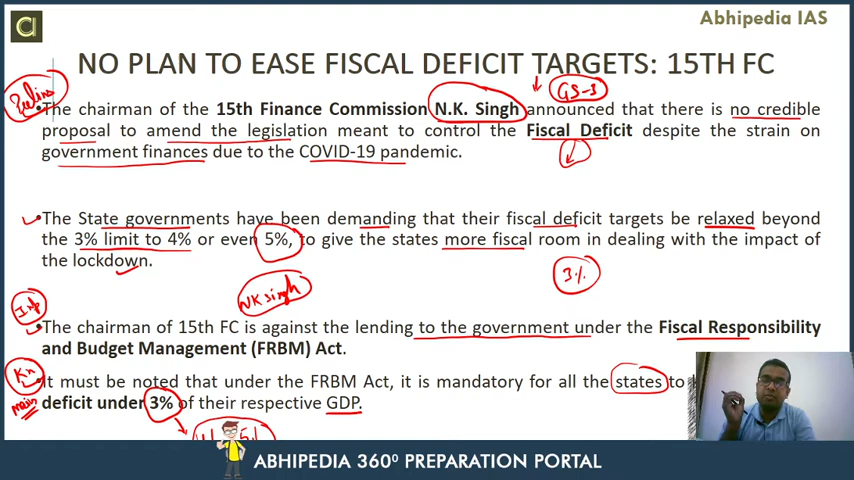 Abhipedia IAS
NO PLAN TO EASE FISCAL DEFICIT TARGETS: 15TH FC
Prelims
GS-3
•The chairman of the 15th Finance Commission N.K. Singh announced that there is no credible
proposal to amend the legislation meant to control the Fiscal Deficit despite the strain on
government finances due to the COVID-19 pandemic.
•The State governments have been demanding that their fiscal deficit targets be relaxed beyond
the 3% limit to 4% or even 5%, to give the states more fiscal room in dealing with the impact of
the lockdown.
3%
NK Singh
Imp
•The chairman of 15th FC is against the lending to the government under the Fiscal Responsibility
and Budget Management (FRBM) Act.
•It must be noted that under the FRBM Act, it is mandatory for all the states to
deficit under 3% of their respective GDP.
main
ABHIPEDIA 360⁰ PREPARATION PORTAL